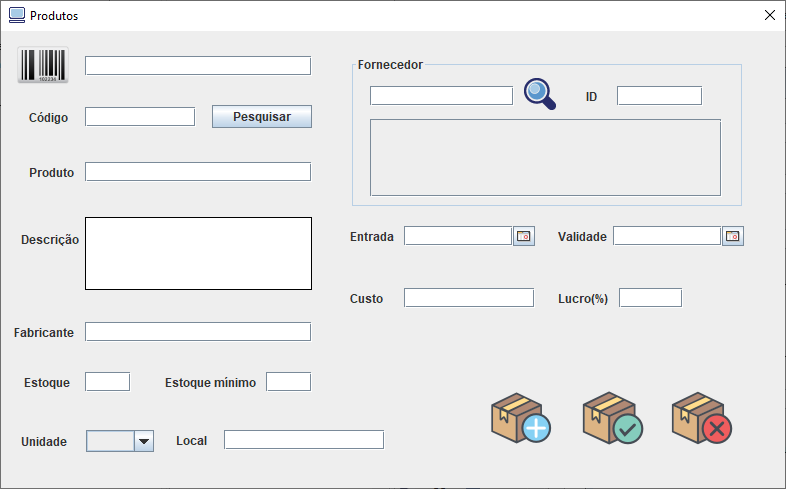 Produtos
Fornecedor
ID
Código
Pesquisar
Produto
Descrição
Entrada
Validade
Custo
Lucro(%)
Fabricante
Estoque
Estoque mínimo
Unidade
Local